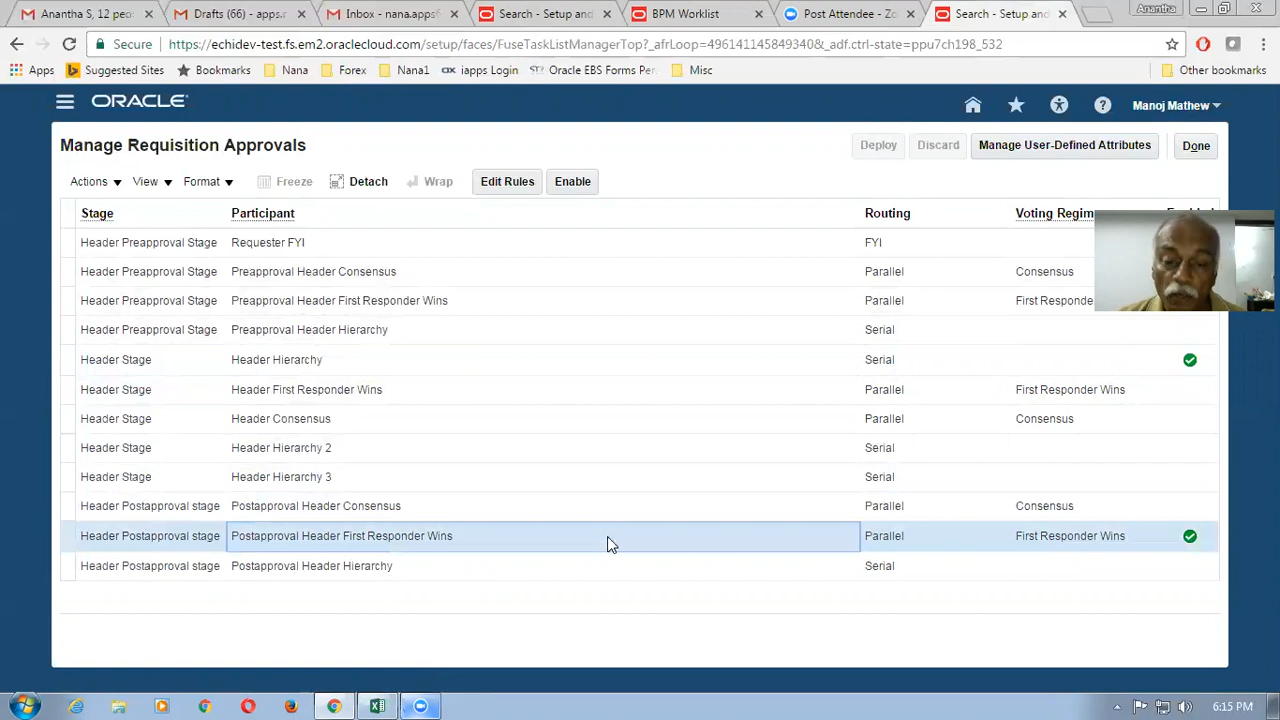 Anantha S 12 peo
Drafts (66) - apps.r
Inbox - nana.apps6
Search - Setup and
BPM Worklist
Post Attendee - Zo
Search - Setup and
Anantha
Secure https://echidev-test.fs.em2.oraclecloud.com/setup/faces/FuseTaskListManagerTop?_afrLoop=4961411458493408&_adf.ctrl-state=ppu7ch198_532
Apps Suggested Sites Bookmarks Nana Forex Nana1 iapps Login Oracle EBS Forms Per Misc Other bookmarks
ORACLE Manoj Mathew
Manage Requisition Approvals Deploy Discard Manage User-Defined Attributes Done
Actions View Format Freeze Detach Wrap Edit Rules Enable
Stage Participant Routing Voting Regim
Header Preapproval Stage Requester FYI FYI
Header Preapproval Stage Preapproval Header Consensus Parallel Consensus
Header Preapproval Stage Preapproval Header First Responder Wins Parallel First Responde
Header Preapproval Stage Preapproval Header Hierarchy Serial
Header Stage Header Hierarchy Serial
Header Stage Header First Responder Wins Parallel First Responder Wins
Header Stage Header Consensus Parallel Consensus
Header Stage Header Hierarchy 2 Serial
Header Stage Header Hierarchy 3 Serial
Header Postapproval stage Postapproval Header Consensus Parallel Consensus
Header Postapproval stage Postapproval Header First Responder Wins Parallel First Responder Wins
Header Postapproval stage Postapproval Header Hierarchy Serial
6:15 PM